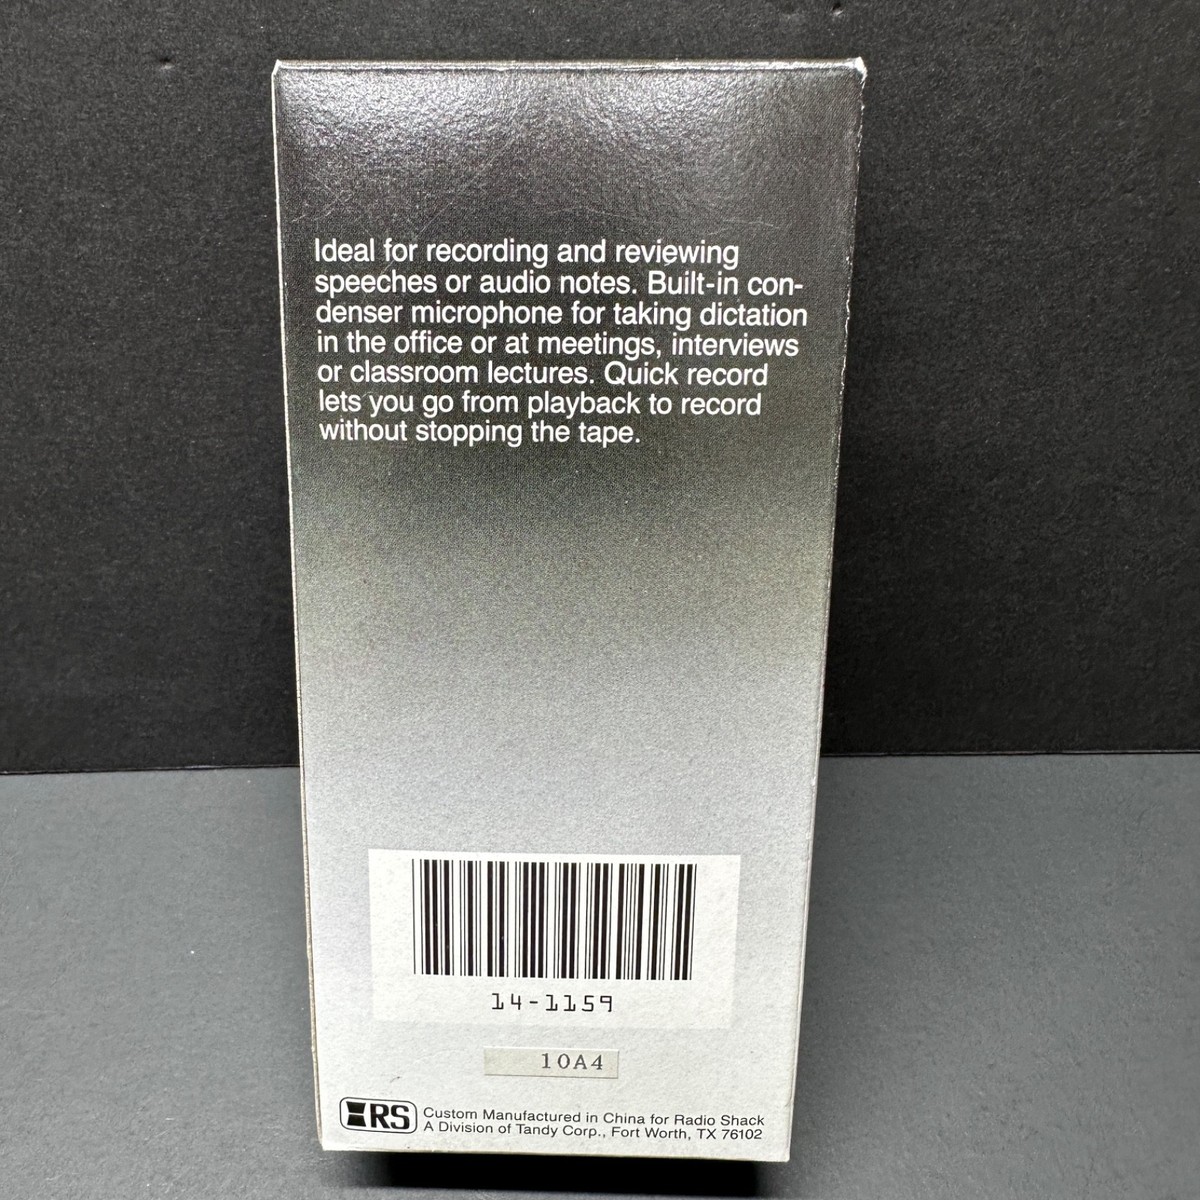 Ideal for recording and reviewing
speeches or audio notes. Built-in con-
denser microphone for taking dictation
in the office or at meetings, interviews
or classroom lectures. Quick record
lets you go from playback to record
without stopping the tape.
14-1159
10A4
RS
Custom Manufactured in China for Radio Shack
A Division of Tandy Corp., Fort Worth, TX 76102